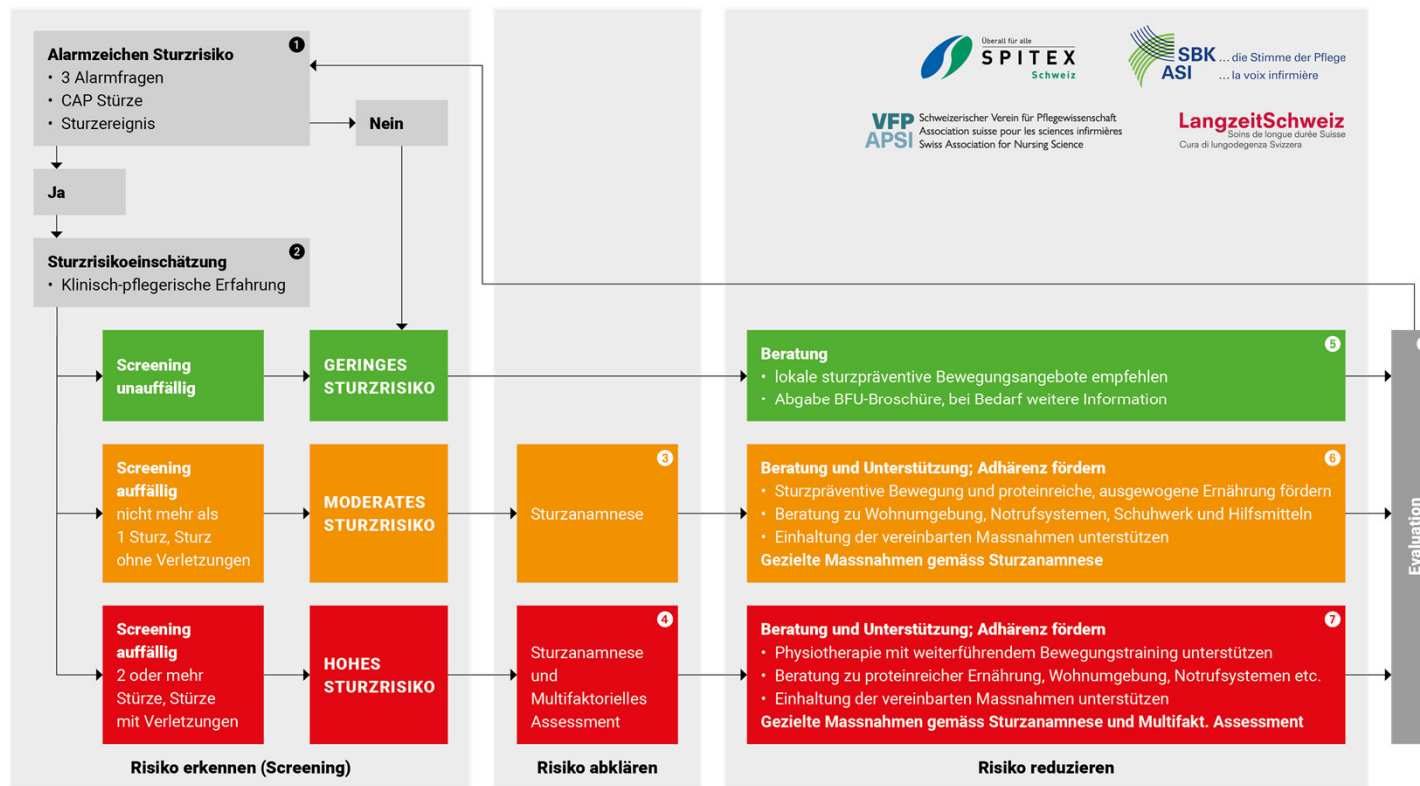 Alarmzeichen Sturzrisiko
1
• 3 Alarmfragen
• CAP Stürze
• Sturzereignis
Nein
Ja
Sturzrisikoeinschätzung
2
• Klinisch-pflegerische Erfahrung
Überall für alle
SPITEX
Schweiz
SBK ... die Stimme der Pflege
ASI ... la voix infirmière
VFP Schweizerischer Verein für Pflegewissenschaft
Association suisse pour les sciences infirmières
APSI Swiss Association for Nursing Science
LangzeitSchweiz
Soins de longue durée Suisse
Cura di lungodegenza Svizzera
Screening
unauffällig
GERINGES
STURZRISIKO
Beratung
5
• lokale sturzpräventive Bewegungsangebote empfehlen
• Abgabe BFU-Broschüre, bei Bedarf weitere Information
Screening
auffällig
nicht mehr als
1 Sturz, Sturz
ohne Verletzungen
MODERATES
STURZRISIKO
3
Sturzanamnese
Beratung und Unterstützung; Adhärenz fördern
6
• Sturzpräventive Bewegung und proteinreiche, ausgewogene Ernährung fördern
• Beratung zu Wohnumgebung, Notrufsystemen, Schuhwerk und Hilfsmitteln
• Einhaltung der vereinbarten Massnahmen unterstützen
Gezielte Massnahmen gemäss Sturzanamnese
Screening
auffällig
2 oder mehr
Stürze, Stürze
mit Verletzungen
HOHES
STURZRISIKO
4
Sturzanamnese
und
Multifaktorielles
Assessment
Beratung und Unterstützung; Adhärenz fördern
7
• Physiotherapie mit weiterführendem Bewegungstraining unterstützen
• Beratung zu proteinreicher Ernährung, Wohnumgebung, Notrufsystemen etc.
• Einhaltung der vereinbarten Massnahmen unterstützen
Gezielte Massnahmen gemäss Sturzanamnese und Multifakt. Assessment
Evaluation
Risiko erkennen (Screening)
Risiko abklären
Risiko reduzieren